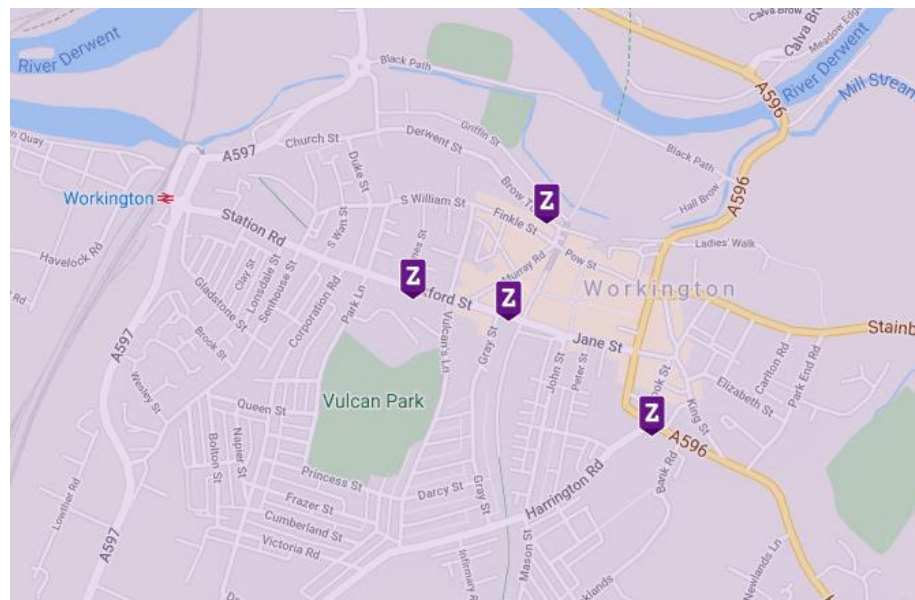 River Derwent
Calva Brow
Meadow Edge
Calva Brow
River Derwent
Mill Stream
A596
Black Path
Quay
A597
Church St
Derwent St
Griffin St
Black Path
Duke St
Hall Brow
A596
Workington
Station Rd
S William St
S Watt St
Finkle St
Brow
Z
Ladies' Walk
Pow St
Murray Rd
Havelock Rd
Clay St
Lonsdale St
Senhouse St
Gladstone St
Corporation Rd
Park Ln
Z
Z
Workington
Stainb
A597
Brook St
Vulcan's Ln
Gray St
Jane St
John St
Peter St
Carlton Rd
Park End Rd
Elizabeth St
Wesley St
Vulcan Park
Queen St
King St
Z
A596
Bolton St
Napier St
Princess St
Darcy St
Gray St
Harrington Rd
Bank Rd
Lowther Rd
Frazer St
Cumberland St
Victoria Rd
A597
Mason St
Infirmary Rd
Newlands Ln